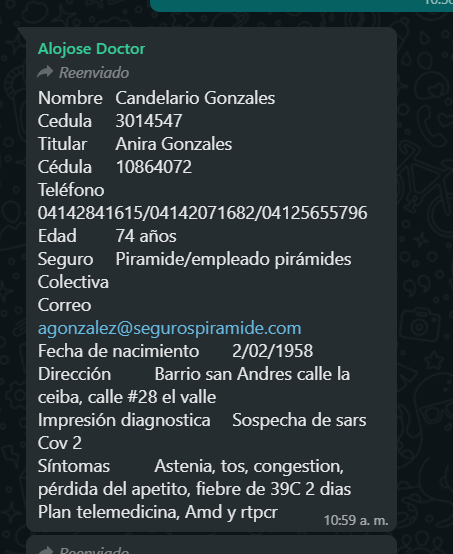 Alojose Doctor
Reenviado
Nombre Candelario Gonzales
Cedula 3014547
Titular Anira Gonzales
Cédula 10864072
Teléfono
04142841615/04142071682/04125655796
Edad 74 años
Seguro Piramide/empleado pirámides
Colectiva
Correo
agonzalez@segurospiramide.com
Fecha de nacimiento 2/02/1958
Dirección Barrio san Andres calle la
ceiba, calle #28 el valle
Impresión diagnostica Sospecha de sars
Cov 2
Síntomas Astenia, tos, congestion,
pérdida del apetito, fiebre de 39C 2 dias
Plan telemedicina, Amd y rtpcr
10:59 a. m.
Reenviado